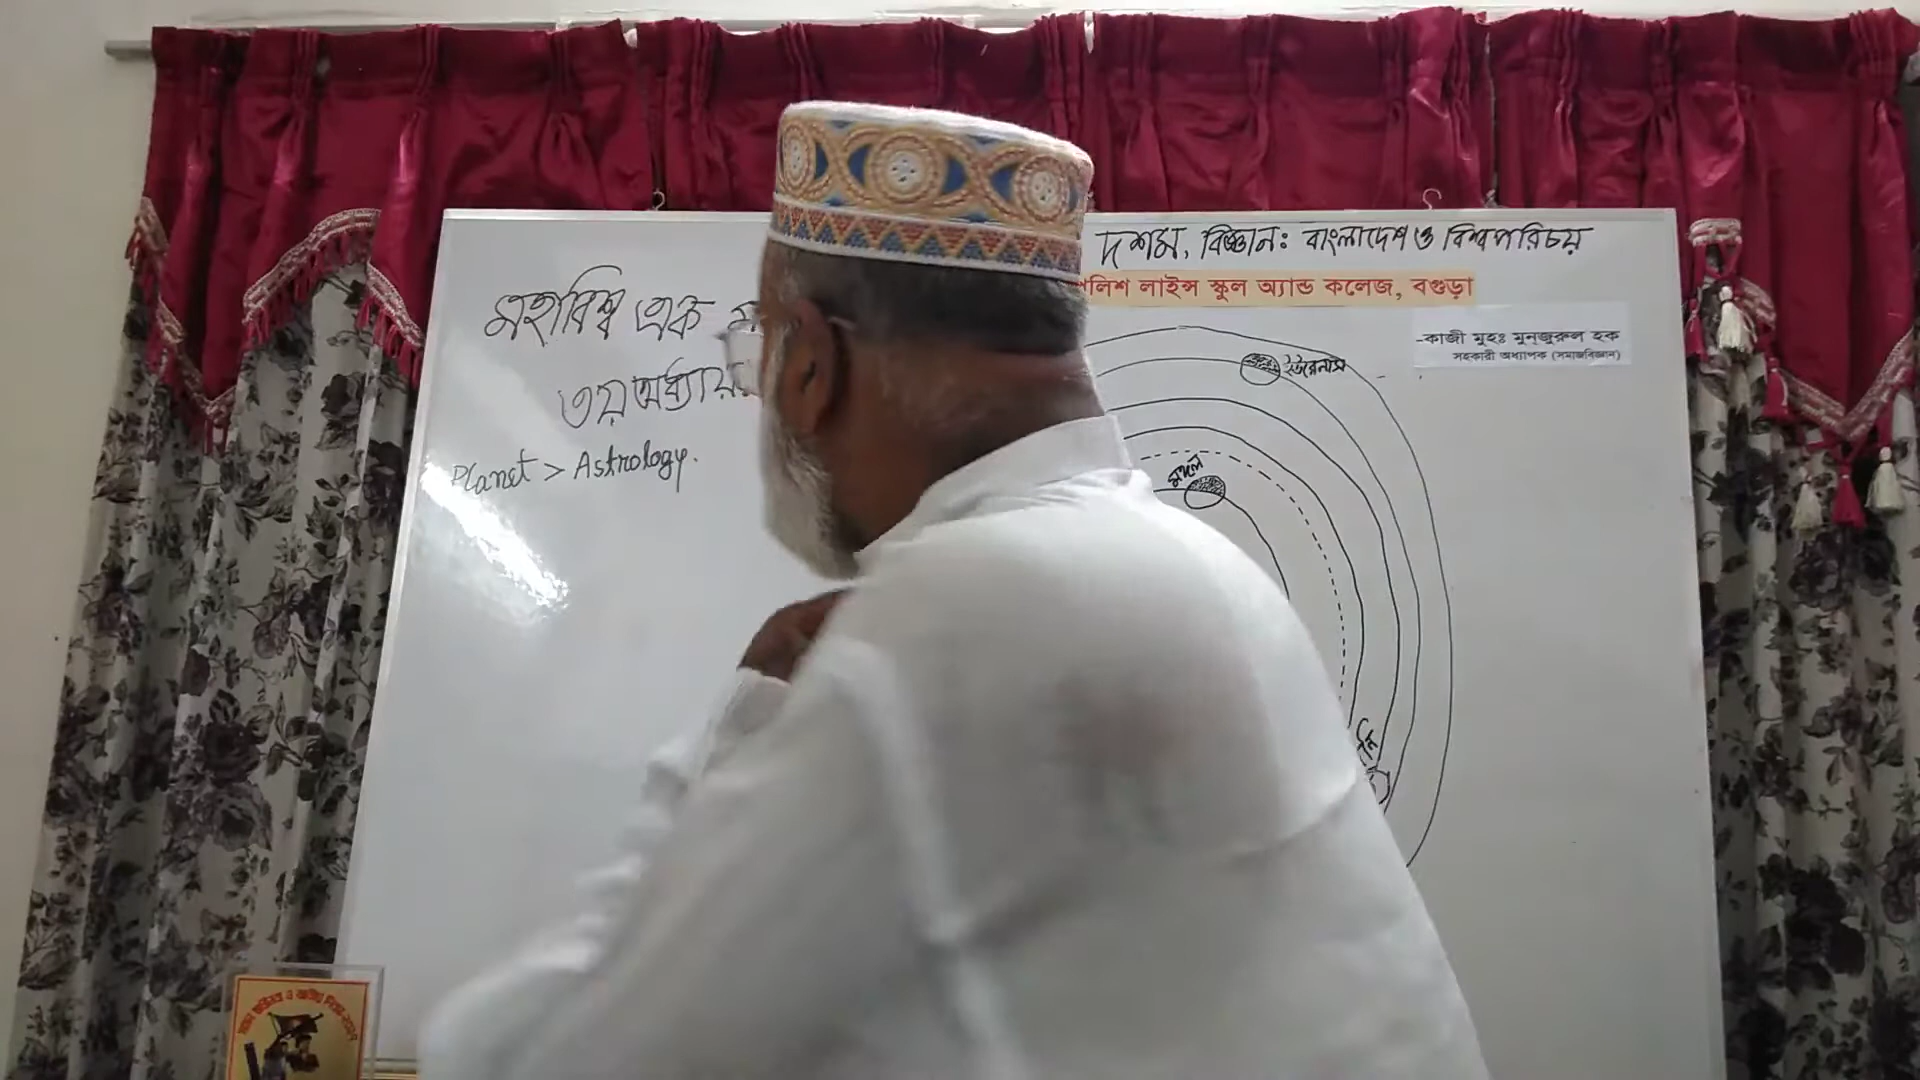 দশম, বিজ্ঞান: বাংলাদেশ ও বিশ্বপরিচয়
লাইন্স স্কুল অ্যান্ড কলেজ, বগুড়া
-কাজী মুহঃ মুনজুরুল হক
সহকারী অধ্যাপক (সমাজবিজ্ঞান)
মহাবিশ্ব এক
৩য় অধ্যায়
Planet > Astrology.
ইউরেনাস
মঙ্গল